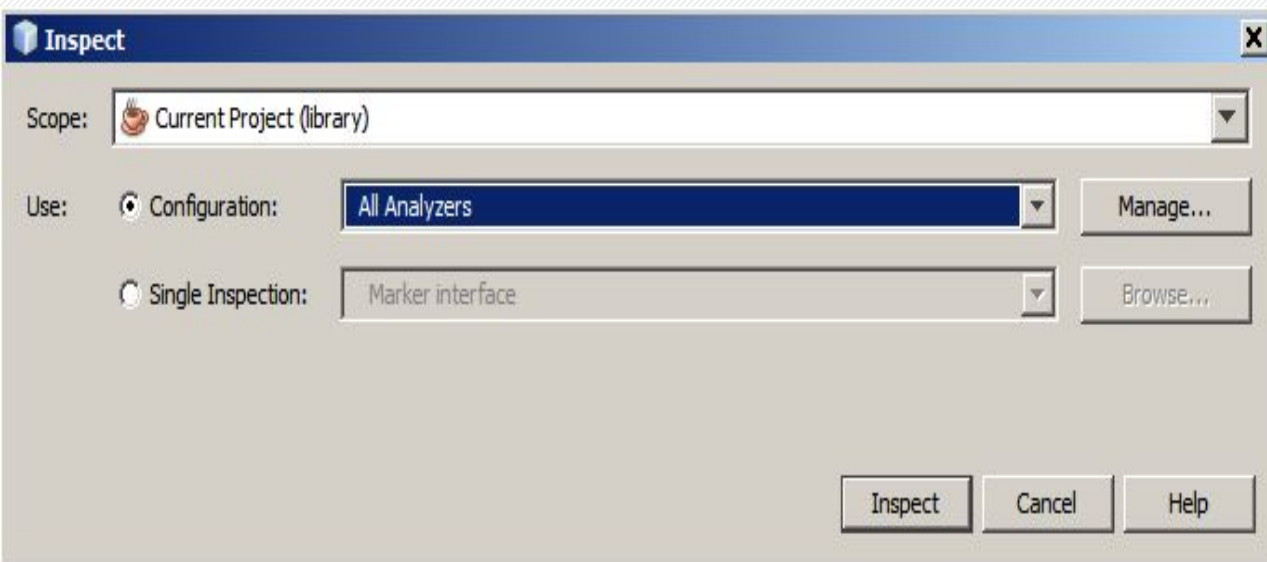 Inspect
Scope: Current Project (library)
Use: Configuration: All Analyzers Manage...
Single Inspection: Marker interface Browse...
Inspect Cancel Help